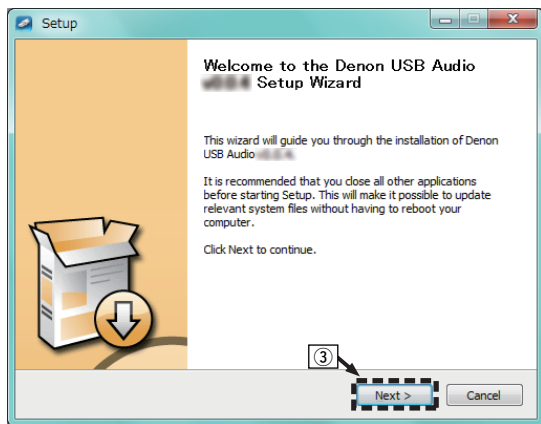 Setup
Welcome to the Denon USB Audio
Setup Wizard
This wizard will guide you through the installation of Denon
USB Audio
It is recommended that you close all other applications
before starting Setup. This will make it possible to update
relevant system files without having to reboot your
computer.
Click Next to continue.
③
Next >
Cancel